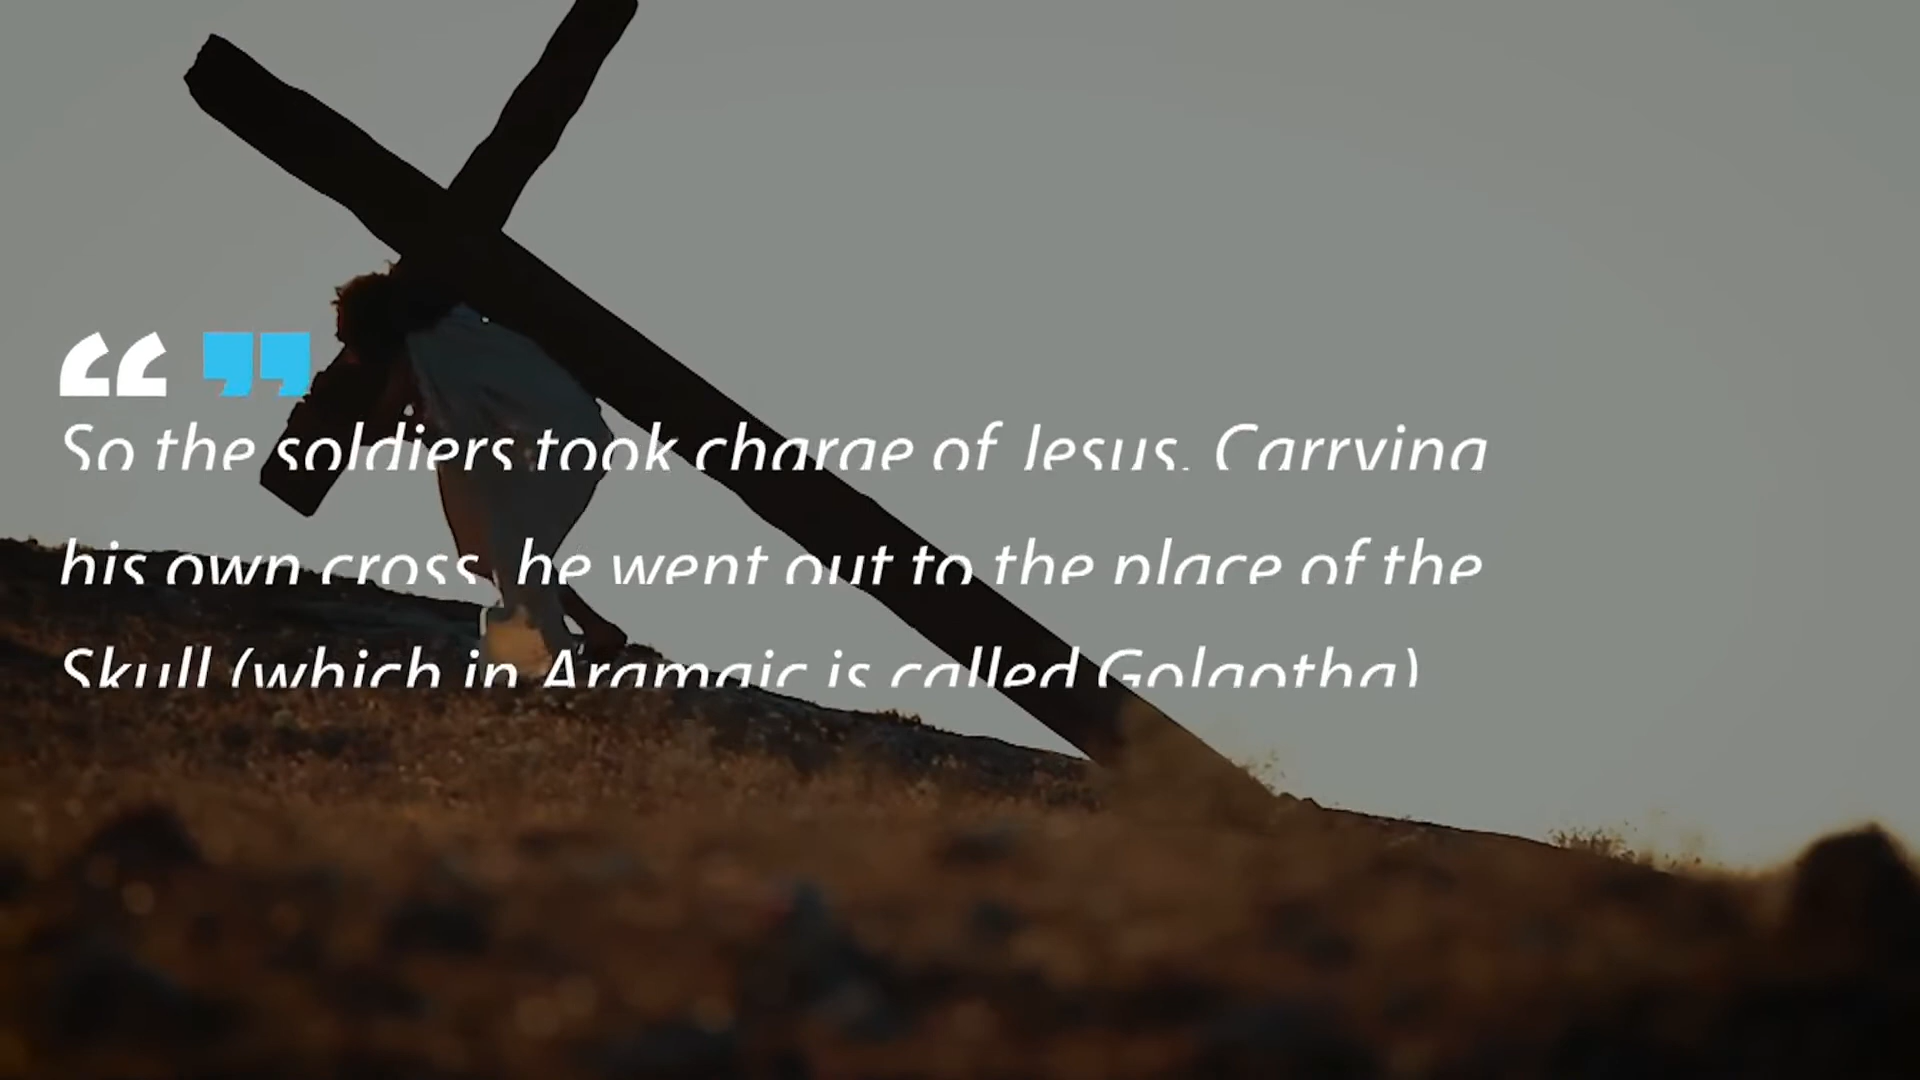 “ ”
So the soldiers took charge of Jesus. Carrying
his own cross, he went out to the place of the
Skull (which in Aramaic is called Golgotha)